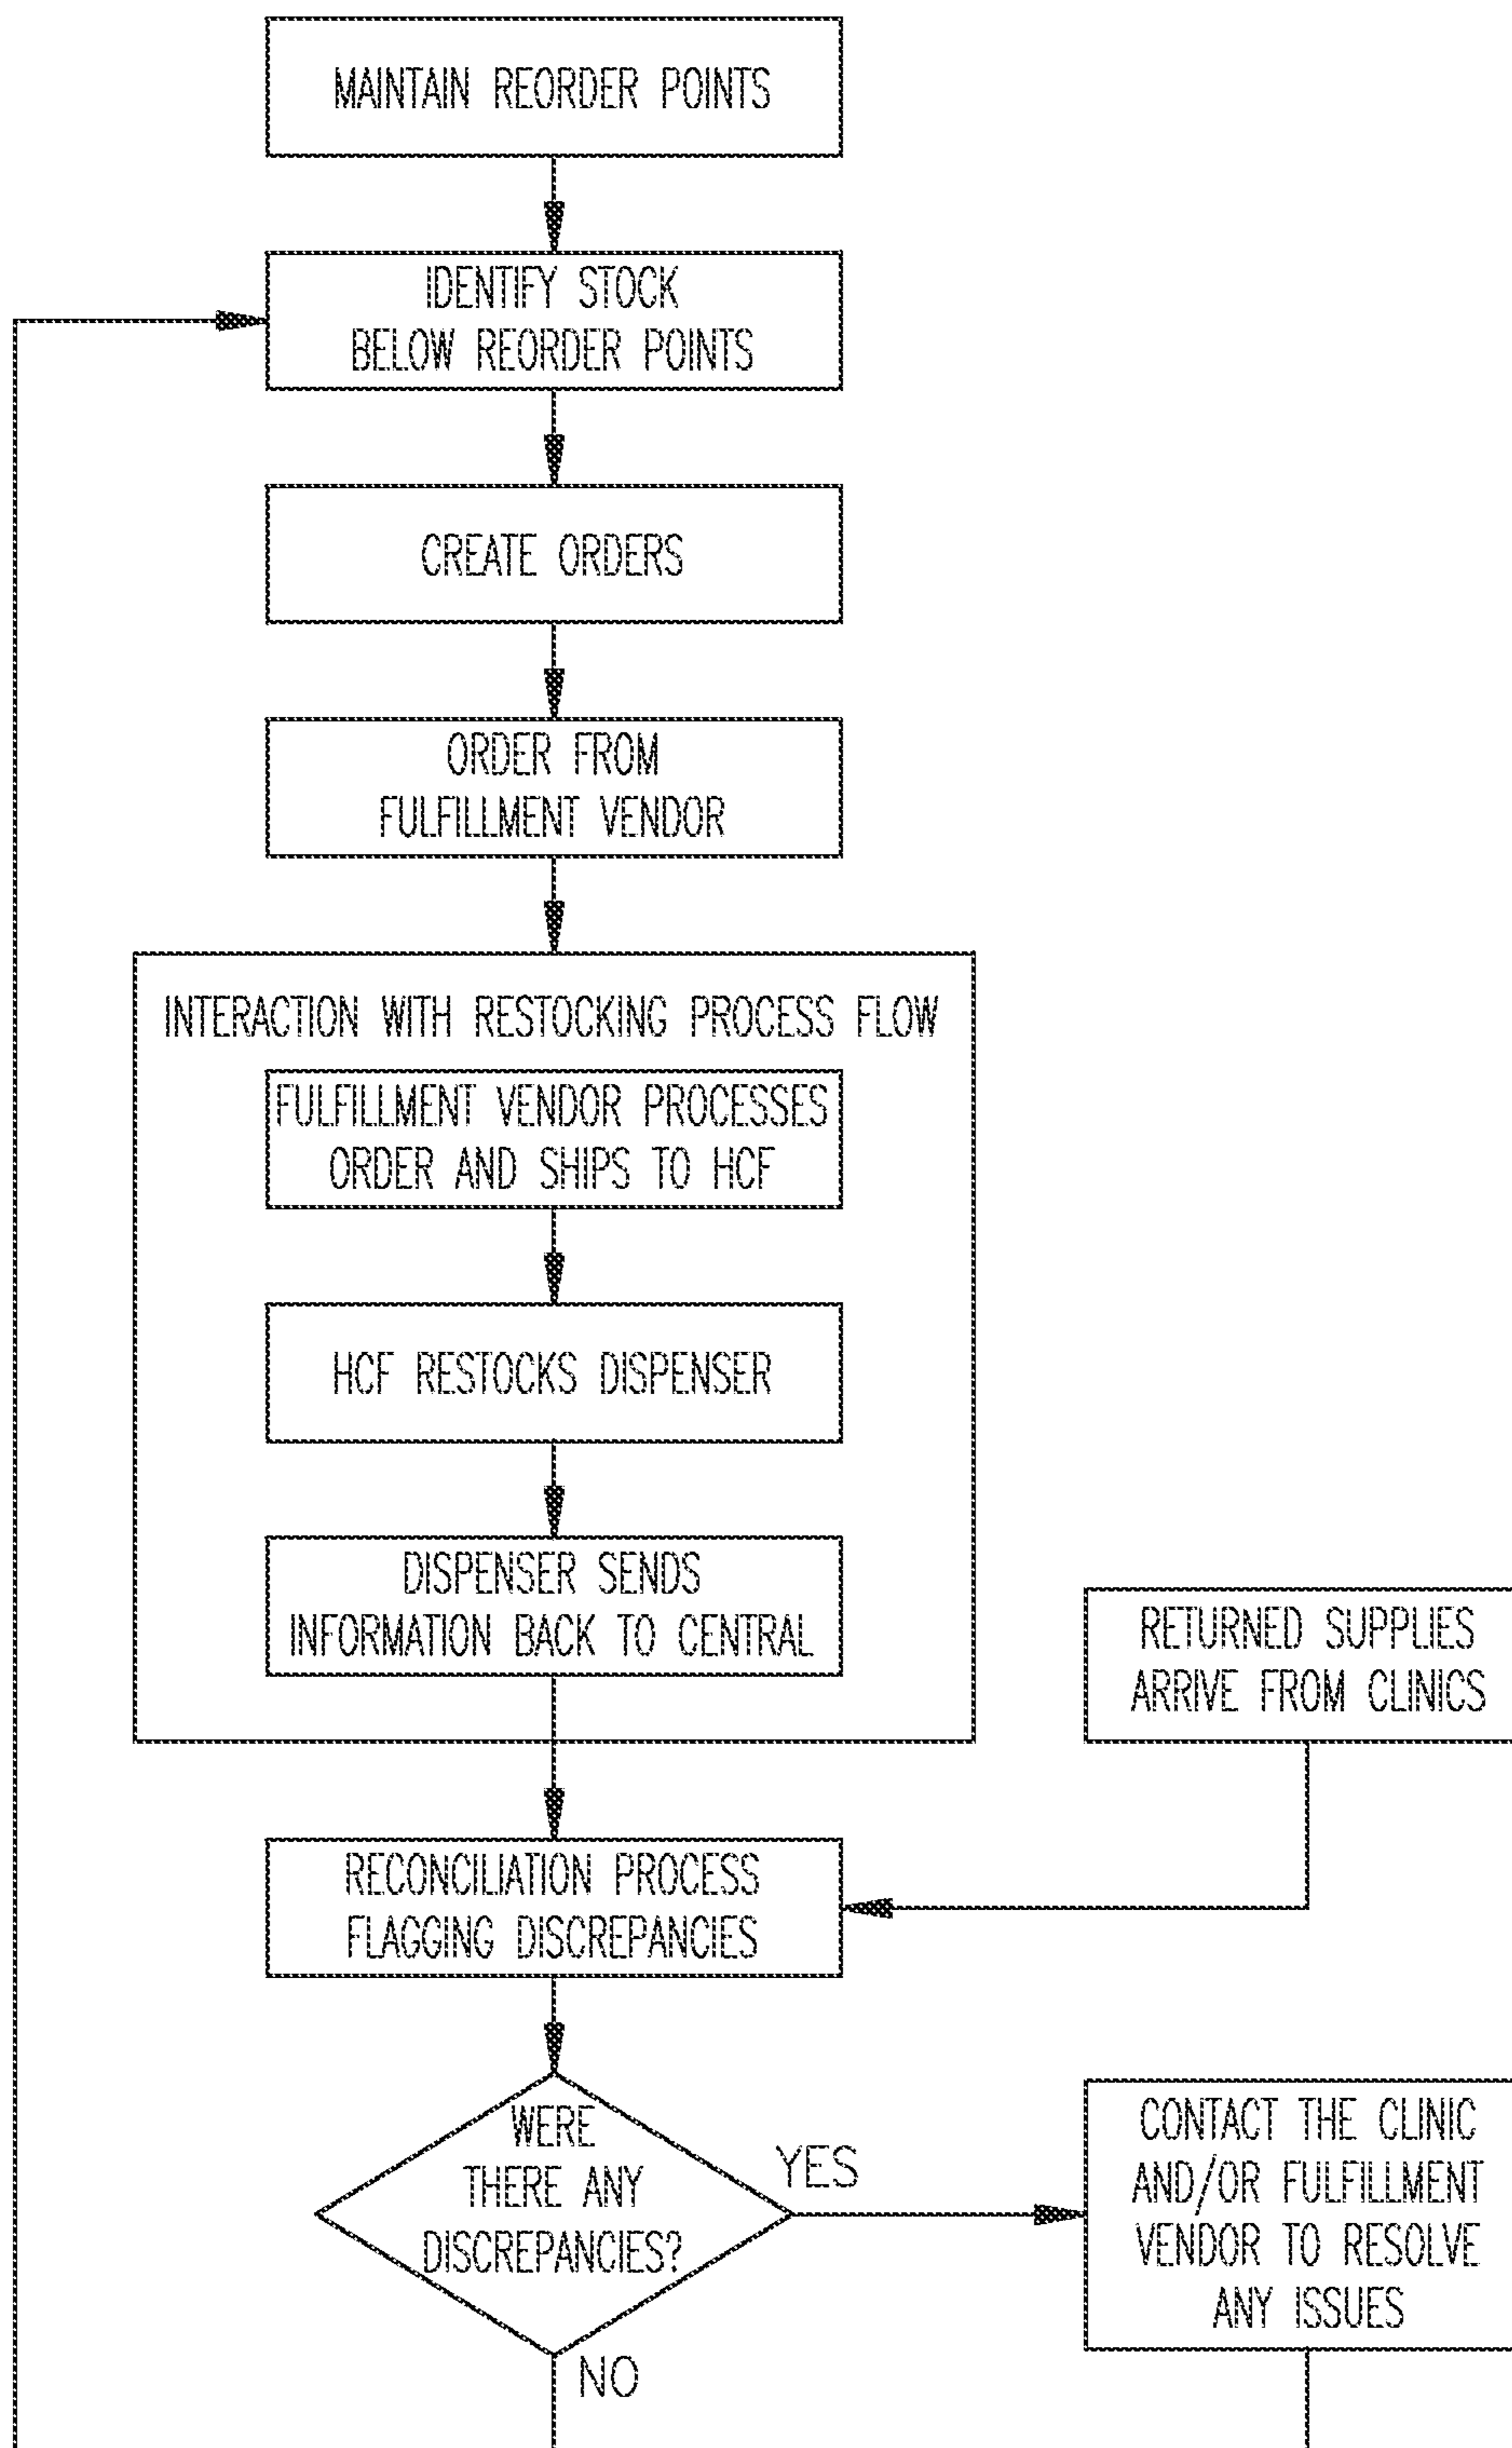 MAINTAIN REORDER POINTS
IDENTIFY STOCK
BELOW REORDER POINTS
CREATE ORDERS
ORDER FROM
FULFILLMENT VENDOR
INTERACTION WITH RESTOCKING PROCESS FLOW
FULFILLMENT VENDOR PROCESSES
ORDER AND SHIPS TO HCF
HCF RESTOCKS DISPENSER
DISPENSER SENDS
INFORMATION BACK TO CENTRAL
RETURNED SUPPLIES
ARRIVE FROM CLINICS
RECONCILIATION PROCESS
FLAGGING DISCREPANCIES
WERE
THERE ANY
DISCREPANCIES?
YES
NO
CONTACT THE CLINIC
AND/OR FULFILLMENT
VENDOR TO RESOLVE
ANY ISSUES